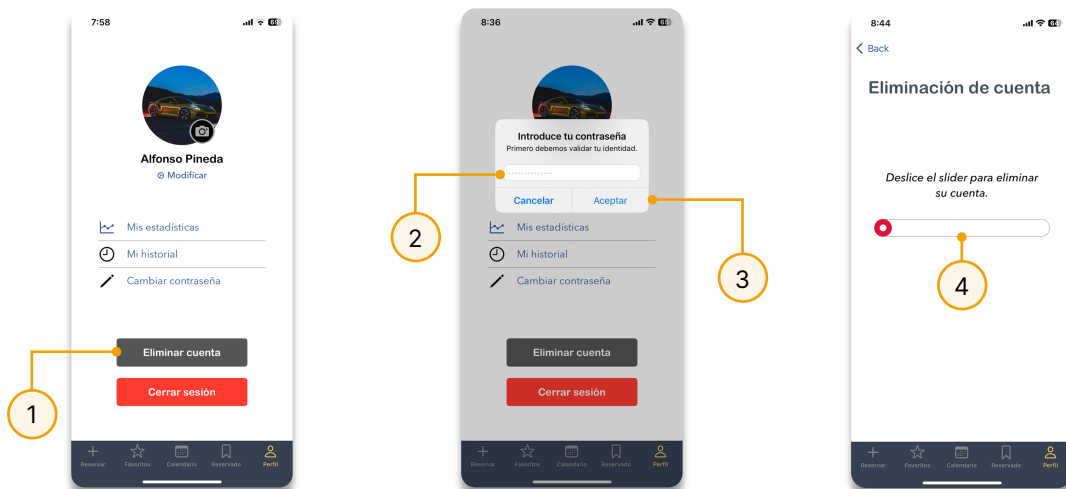 7:58
69
Alfonso Pineda
Modificar
Mis estadísticas
Mi historial
Cambiar contraseña
Eliminar cuenta
Cerrar sesión
Reservar Favoritos Calendario Reservado Perfil
1
8:36
Introduce tu contraseña
Primero debemos validar tu identidad.
Cancelar Aceptar
Mis estadísticas
Mi historial
Cambiar contraseña
Eliminar cuenta
Cerrar sesión
Reservar Favoritos Calendario Reservado Perfil
2
3
8:44
Back
Eliminación de cuenta
Deslice el slider para eliminar
su cuenta.
4
Reservar Favoritos Calendario Reservado Perfil